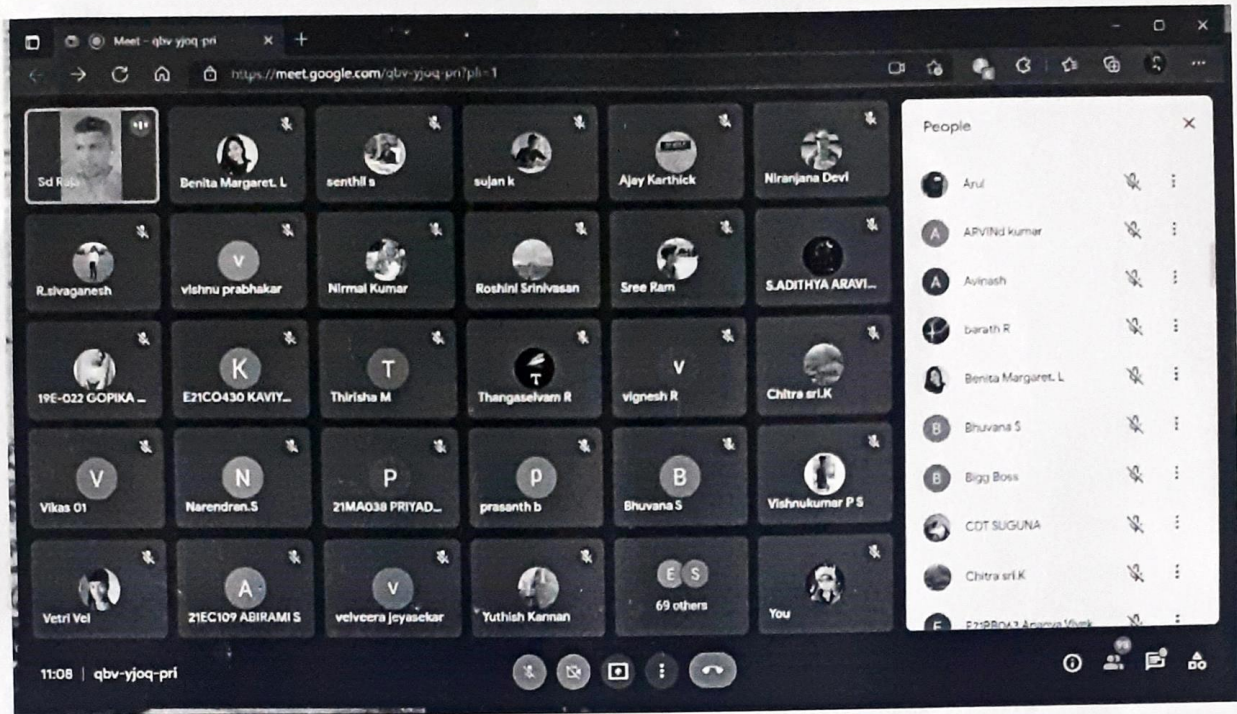 Meet - qbv-yjoq-pri
https://meet.google.com/qbv-yjoq-pri?pli=1
Sd Raja
Benita Margaret. L
senthil s
sujan k
Ajay Karthick
Niranjana Devi
R.sivaganesh
v
vishnu prabhakar
Nirmal Kumar
Roshini Srinivasan
Sree Ram
S.ADITHYA ARAVI...
19E-022 GOPIKA ...
K
E21CO430 KAVIY...
T
Thirisha M
T
Thangaselvam R
v
vignesh R
Chitra sri.K
V
Vikas 01
N
Narendran.S
P
21MA038 PRIYAD...
p
prasanth b
B
Bhuvana S
Vishnukumar P S
Vetri Vel
A
21EC109 ABIRAMI S
v
velveera jeyasekar
Yuthish Kannan
E S
69 others
You
People
Arul
A ARVINd kumar
A Avinash
barath R
Benita Margaret. L
B Bhuvana S
B Bigg Boss
CDT SUGUNA
Chitra sri.K
11:08 | qbv-yjoq-pri